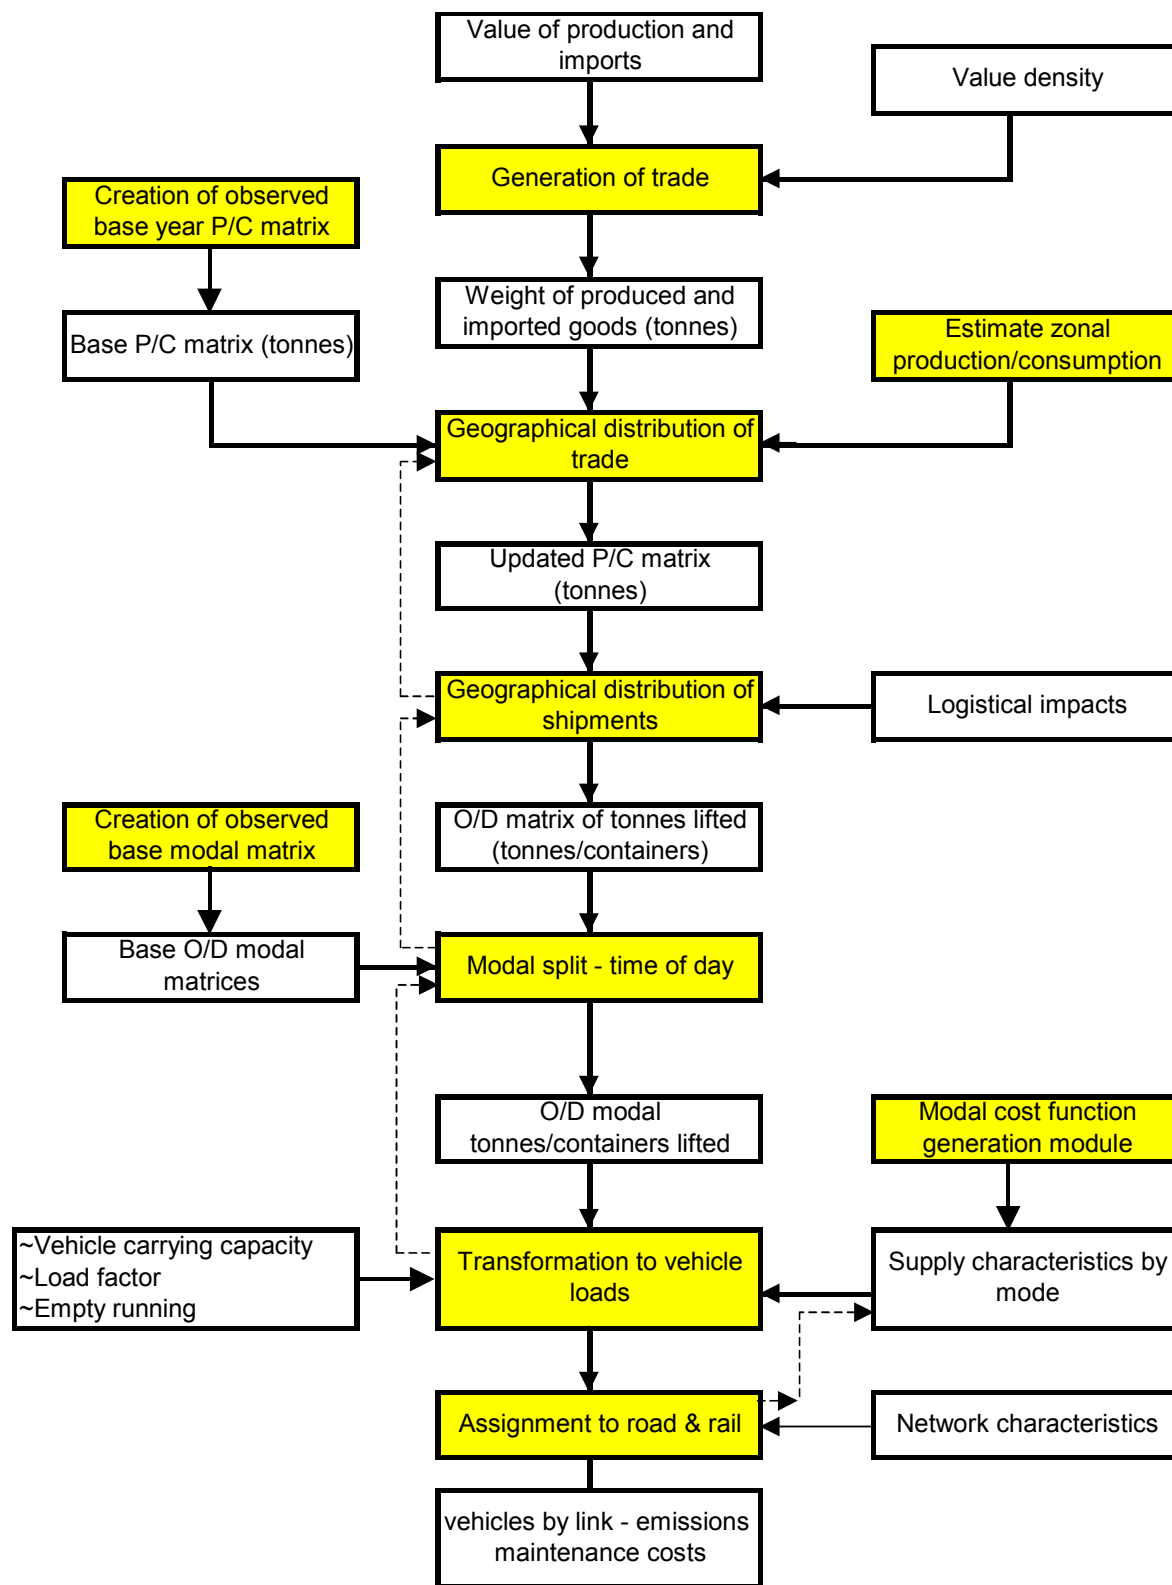 Value of production and
imports
Value density
Generation of trade
Creation of observed
base year P/C matrix
Weight of produced and
imported goods (tonnes)
Base P/C matrix (tonnes)
Estimate zonal
production/consumption
Geographical distribution of
trade
Updated P/C matrix
(tonnes)
Geographical distribution of
shipments
Logistical impacts
Creation of observed
base modal matrix
O/D matrix of tonnes lifted
(tonnes/containers)
Base O/D modal
matrices
Modal split - time of day
O/D modal
tonnes/containers lifted
Modal cost function
generation module
~Vehicle carrying capacity
~Load factor
~Empty running
Transformation to vehicle
loads
Supply characteristics by
mode
Assignment to road & rail
Network characteristics
vehicles by link - emissions
maintenance costs